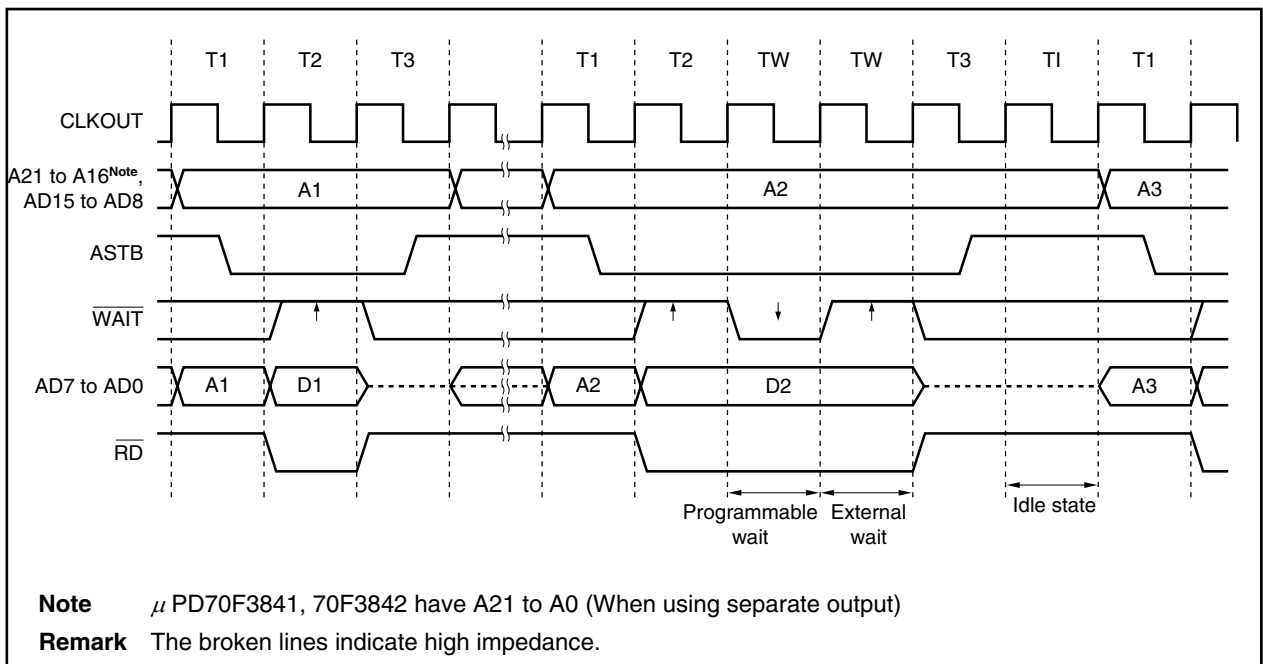 T1 T2 T3 T1 T2 TW TW T3 TI T1
CLKOUT
A21 to A16Note,
AD15 to AD8
A1 A2 A3
ASTB
WAIT
AD7 to AD0 A1 D1 A2 D2 A3
RD
Programmable
wait
External
wait
Idle state
Note μ PD70F3841, 70F3842 have A21 to A0 (When using separate output)
Remark The broken lines indicate high impedance.